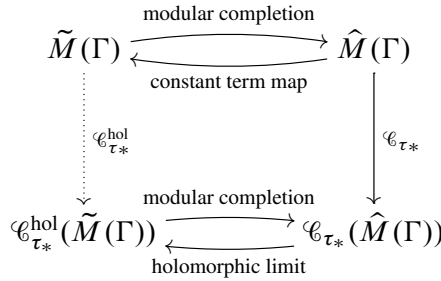 modular completion
M̃(Γ) M̂(Γ)
constant term map
𝒞^hol_τ* 𝒞_τ*
modular completion
𝒞^hol_τ*(M̃(Γ)) 𝒞_τ*(M̂(Γ))
holomorphic limit